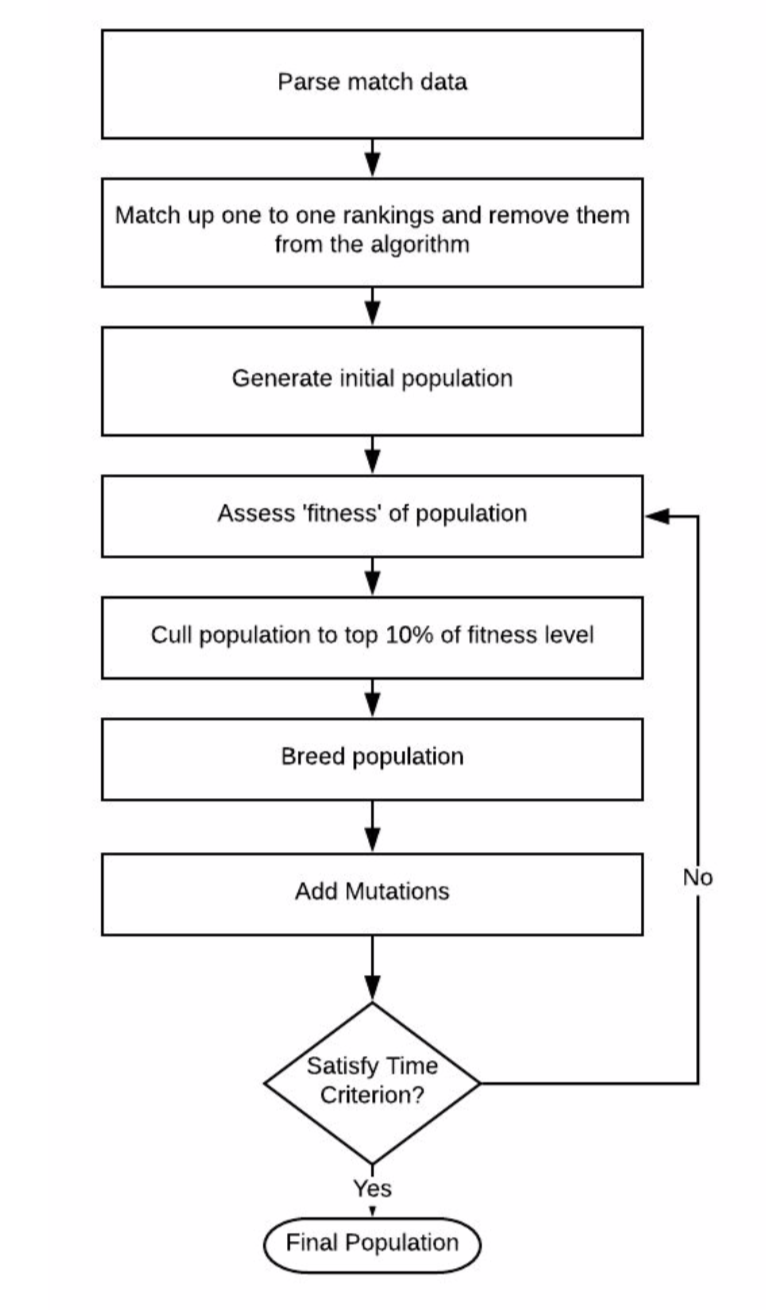 Parse match data
Match up one to one rankings and remove them
from the algorithm
Generate initial population
Assess 'fitness' of population
Cull population to top 10% of fitness level
Breed population
Add Mutations
No
Satisfy Time
Criterion?
Yes
Final Population